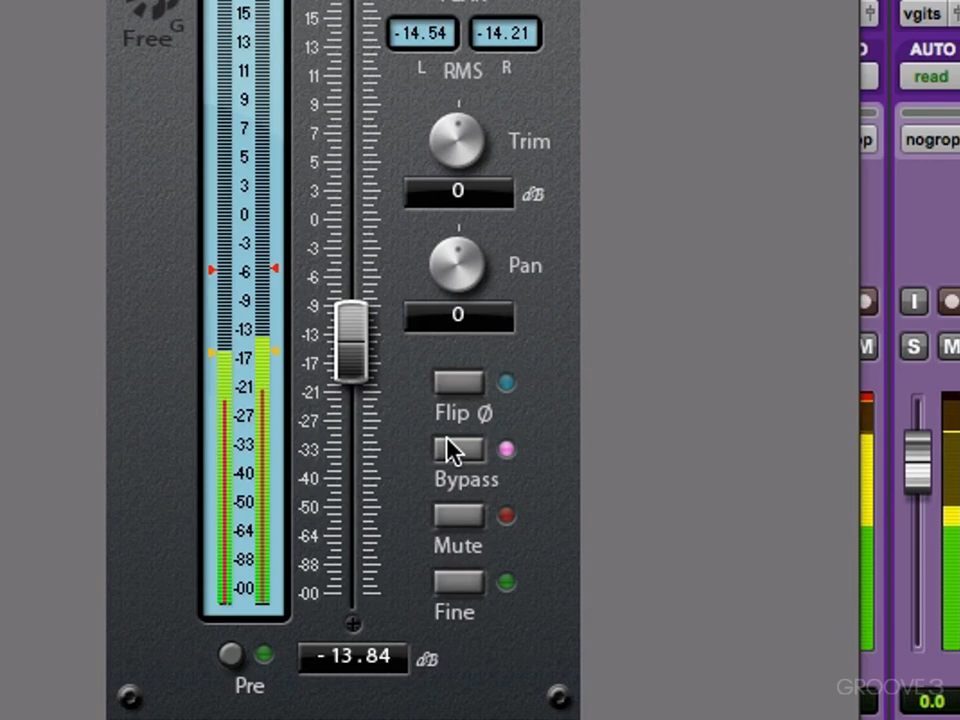 Free G
15
13
11
9
7
5
3
0
-3
-6
-9
-13
-17
-21
-27
-33
-40
-50
-64
-88
-00
15
13
11
9
7
5
3
0
-3
-6
-9
-13
-17
-21
-27
-33
-40
-50
-64
-88
-00
-14.54 -14.21
L RMS R
Trim
0 dB
Pan
0
Flip Ø
Bypass
Mute
Fine
Pre
-13.84 dB
vgits
AUTO
read
nogrop
I
M S M
0.0
GROOVE 3